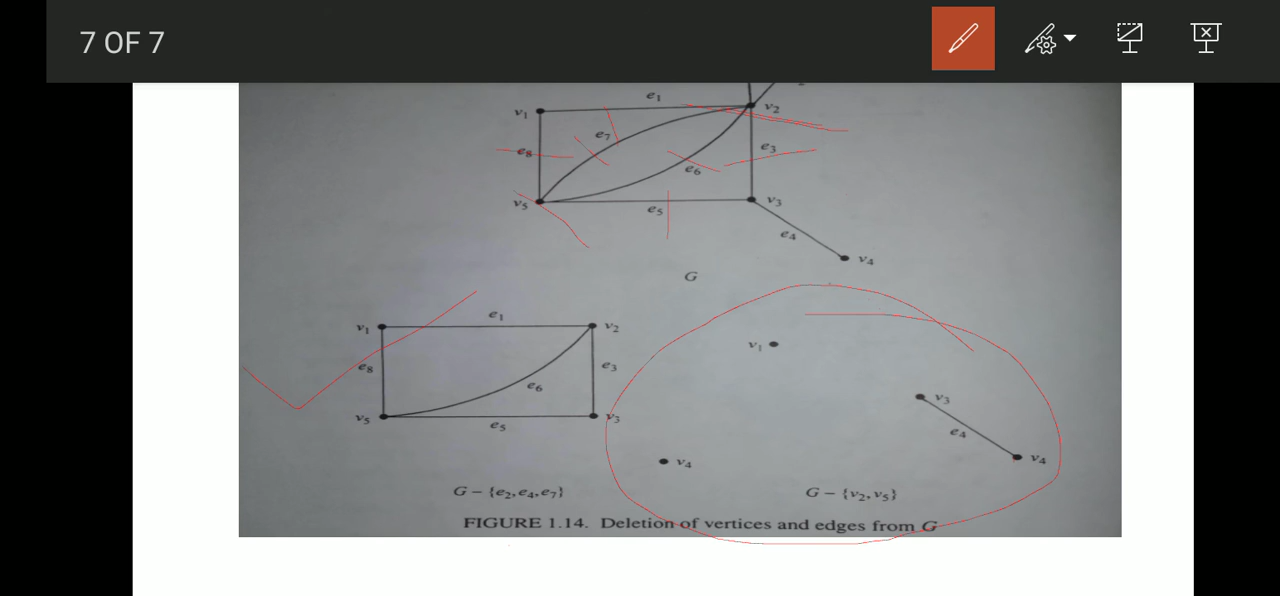 7 OF 7
e1
v1
v2
e7
e8
e3
e6
v5
e5
v3
e4
v4
G
v1
e1
v2
v1
e8
e3
e6
v3
v5
e5
v3
e4
v4
v4
G − {e2, e4, e7}
G − {v2, v5}
FIGURE 1.14. Deletion of vertices and edges from G